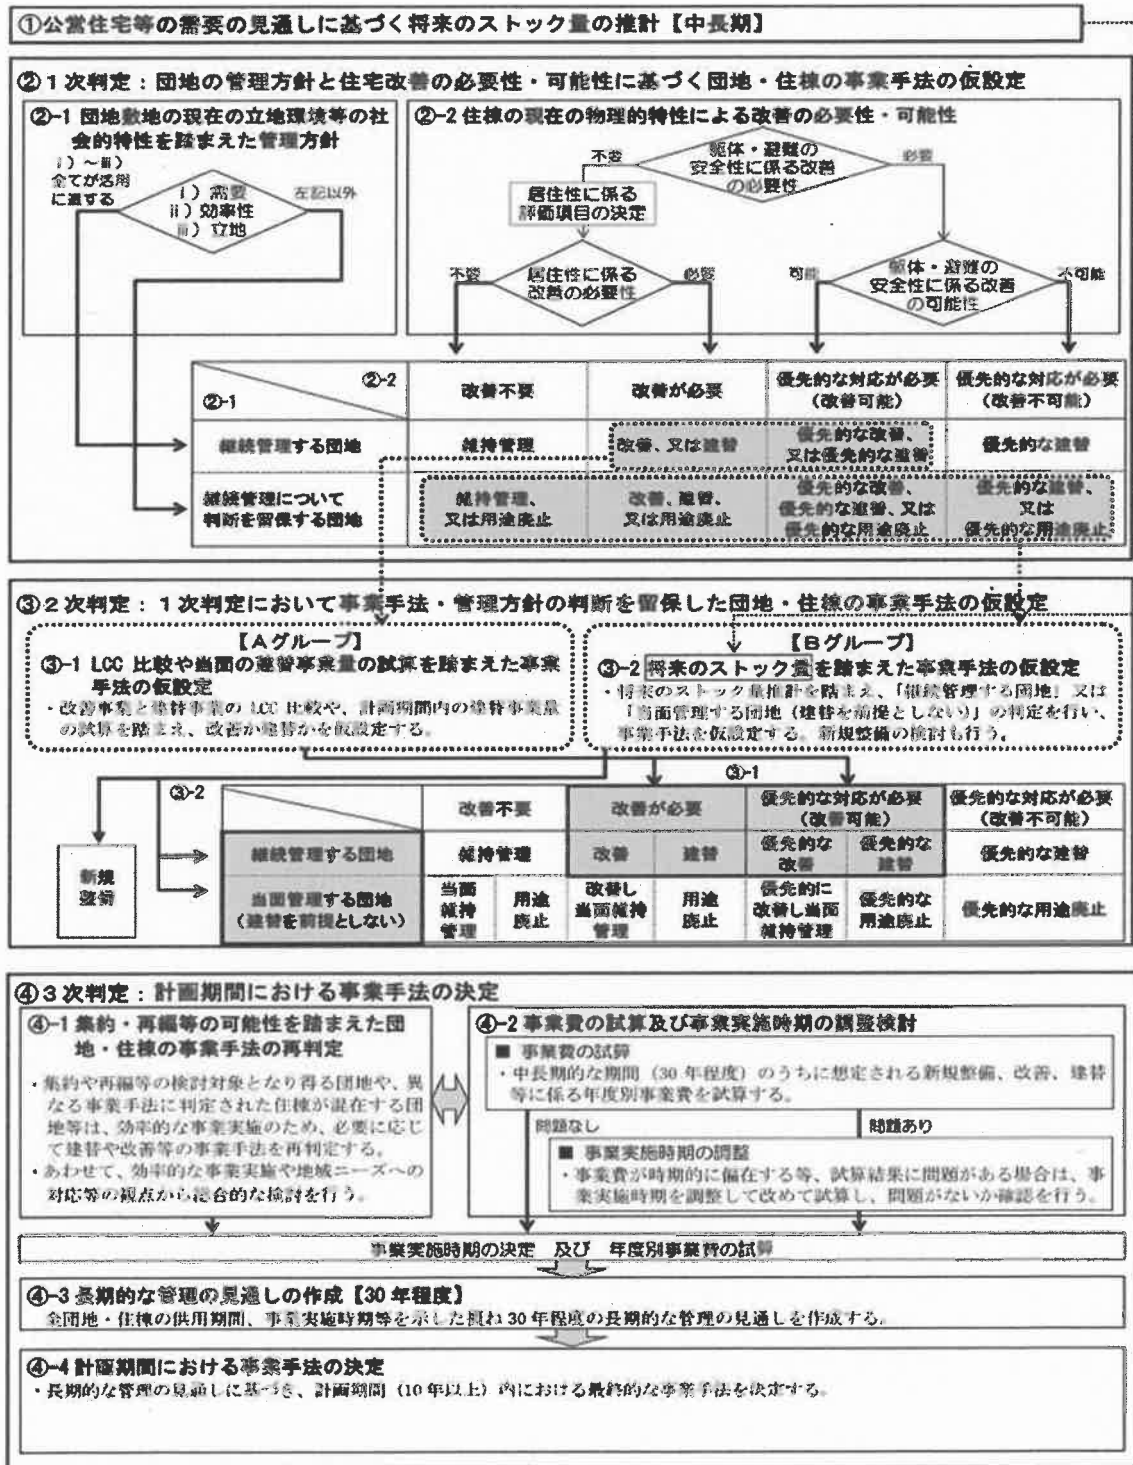 ①公営住宅等の需要の見通しに基づく将来のストック量の推計【中長期】
②１次判定：団地の管理方針と住宅改善の必要性・可能性に基づく団地・住棟の事業手法の仮設定
②-1 団地敷地の現在の立地環境等の社
会的特性を踏まえた管理方針
ⅰ）～ⅲ）
全てが活用
に適する
ⅰ）需要
ⅱ）効率性
ⅲ）立地
左記以外
②-2 住棟の現在の物理的特性による改善の必要性・可能性
不要
躯体・避難の
安全性に係る改善
の必要性
必要
居住性に係る
評価項目の決定
不要
居住性に係る
改善の必要性
必要
可能
躯体・避難の
安全性に係る改善
の可能性
不可能
②-2
②-1
改善不要
改善が必要
優先的な対応が必要
（改善可能）
優先的な対応が必要
（改善不可能）
継続管理する団地
維持管理
改善、又は建替
優先的な改善、
又は優先的な建替
優先的な建替
継続管理について
判断を留保する団地
維持管理、
又は用途廃止
改善、建替、
又は用途廃止
優先的な改善、
優先的な建替、又は
優先的な用途廃止
優先的な建替、
又は
優先的な用途廃止
③２次判定：１次判定において事業手法・管理方針の判断を留保した団地・住棟の事業手法の仮設定
【Ａグループ】
③-1 LCC 比較や当面の建替事業量の試算を踏まえた事業
手法の仮設定
・改善事業と建替事業の LCC 比較や、計画期間内の建替事業量
の試算を踏まえ、改善か建替かを仮設定する。
【Ｂグループ】
③-2 将来のストック量を踏まえた事業手法の仮設定
・将来のストック量推計を踏まえ、「継続管理する団地」又は
「当面管理する団地（建替を前提としない）」の判定を行い、
事業手法を仮設定する。新規整備の検討も行う。
③-1
③-2
改善不要
改善が必要
優先的な対応が必要
（改善可能）
優先的な対応が必要
（改善不可能）
新規
整備
継続管理する団地
維持管理
改善
建替
優先的な
改善
優先的な
建替
優先的な建替
当面管理する団地
（建替を前提としない）
当面
維持
管理
用途
廃止
改善し
当面維持
管理
用途
廃止
優先的に
改善し当面
維持管理
優先的な
用途廃止
優先的な用途廃止
④３次判定：計画期間における事業手法の決定
④-1 集約・再編等の可能性を踏まえた団
地・住棟の事業手法の再判定
・集約や再編等の検討対象となり得る団地や、異
なる事業手法に判定された住棟が混在する団
地等は、効率的な事業実施のため、必要に応じ
て建替や改善等の事業手法を再判定する。
・あわせて、効率的な事業実施や地域ニーズへの
対応等の観点から総合的な検討を行う。
④-2 事業費の試算及び事業実施時期の調整検討
■ 事業費の試算
・中長期的な期間（30 年程度）のうちに想定される新規整備、改善、建替
等に係る年度別事業費を試算する。
問題なし
問題あり
■ 事業実施時期の調整
・事業費が時期的に偏在する等、試算結果に問題がある場合は、事
業実施時期を調整して改めて試算し、問題がないか確認を行う。
事業実施時期の決定　及び　年度別事業費の試算
④-3 長期的な管理の見通しの作成【30 年程度】
全団地・住棟の供用期間、事業実施時期等を示した概ね 30 年程度の長期的な管理の見通しを作成する。
④-4 計画期間における事業手法の決定
・長期的な管理の見通しに基づき、計画期間（10 年以上）内における最終的な事業手法を決定する。